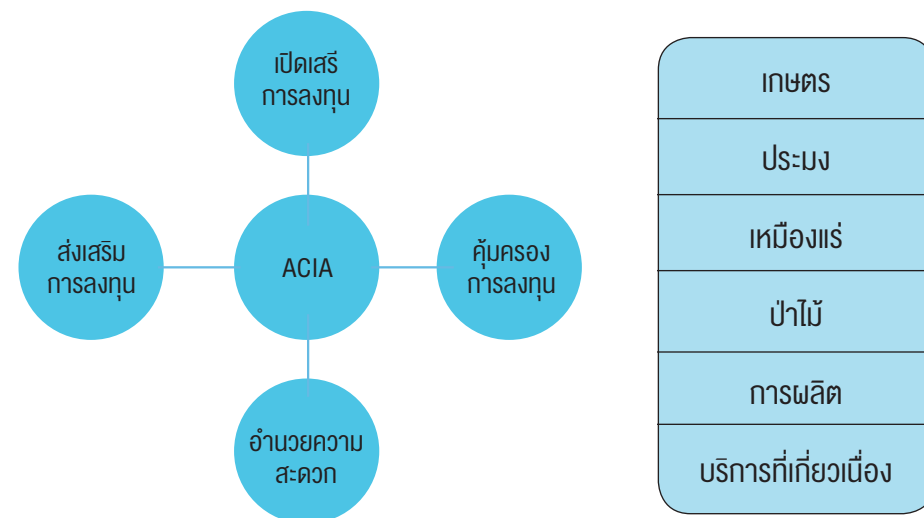 เปิดเสรี
การลงทุน
ส่งเสริม
การลงทุน
ACIA
คุ้มครอง
การลงทุน
อำนวยความ
สะดวก
เกษตร
ประมง
เหมืองแร่
ป่าไม้
การผลิต
บริการที่เกี่ยวเนื่อง